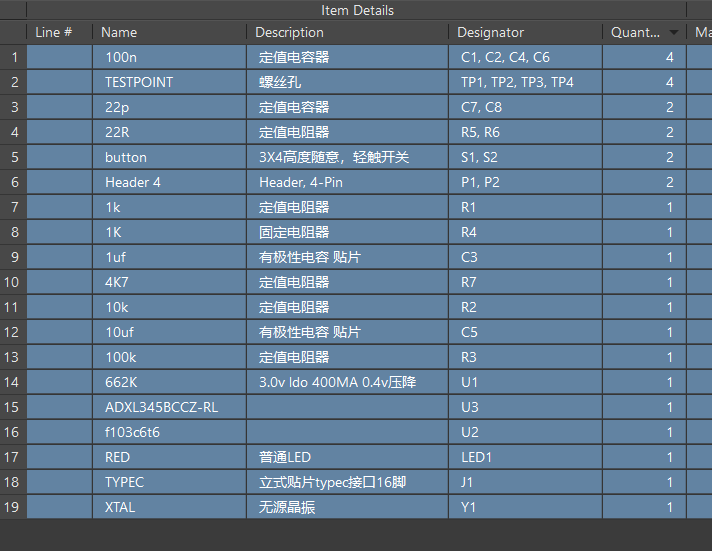 Item Details
Line # Name Description Designator Quant... Ma
1 100n 定值电容器 C1, C2, C4, C6 4
2 TESTPOINT 螺丝孔 TP1, TP2, TP3, TP4 4
3 22p 定值电容器 C7, C8 2
4 22R 定值电阻器 R5, R6 2
5 button 3X4高度随意，轻触开关 S1, S2 2
6 Header 4 Header, 4-Pin P1, P2 2
7 1k 定值电阻器 R1 1
8 1K 固定电阻器 R4 1
9 1uf 有极性电容 贴片 C3 1
10 4K7 定值电阻器 R7 1
11 10k 定值电阻器 R2 1
12 10uf 有极性电容 贴片 C5 1
13 100k 定值电阻器 R3 1
14 662K 3.0v ldo 400MA 0.4v压降 U1 1
15 ADXL345BCCZ-RL U3 1
16 f103c6t6 U2 1
17 RED 普通LED LED1 1
18 TYPEC 立式贴片typec接口16脚 J1 1
19 XTAL 无源晶振 Y1 1